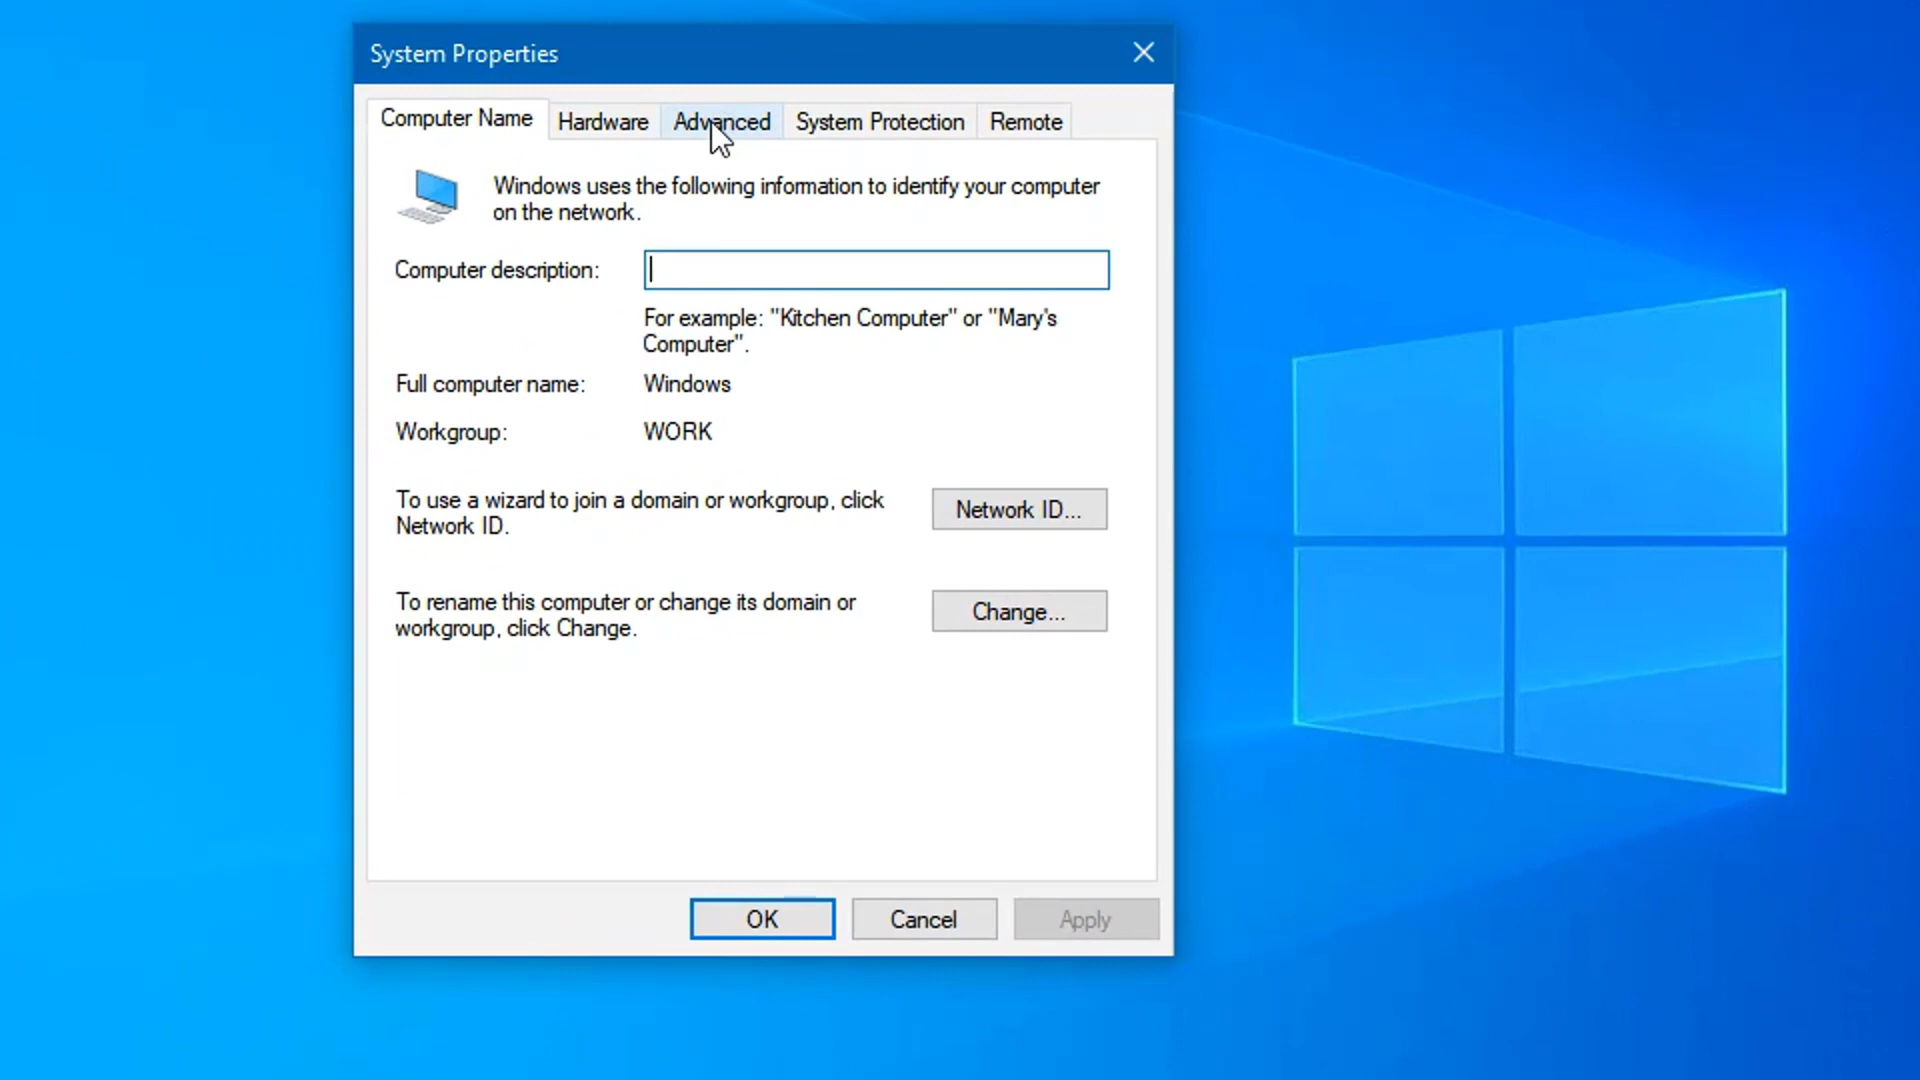 System Properties
Computer Name Hardware Advanced System Protection Remote
Windows uses the following information to identify your computer
on the network.
Computer description:
For example: "Kitchen Computer" or "Mary's
Computer".
Full computer name: Windows
Workgroup: WORK
To use a wizard to join a domain or workgroup, click
Network ID.
Network ID...
To rename this computer or change its domain or
workgroup, click Change.
Change...
OK Cancel Apply